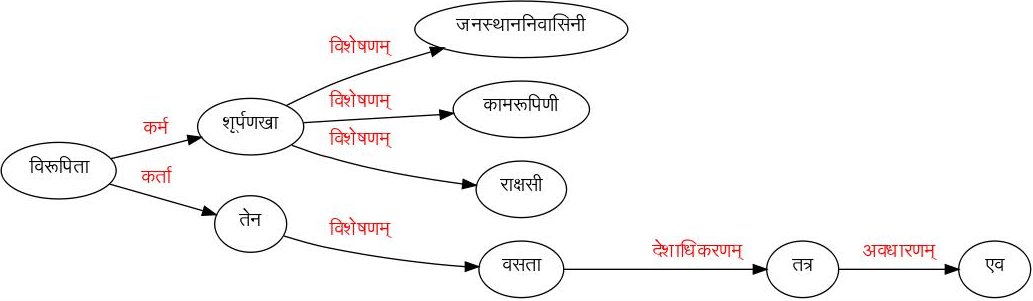 जनस्थाननिवासिनी
विशेषणम्
विशेषणम्
कामरूपिणी
कर्म
शूर्पणखा
विशेषणम्
विरूपिता
कर्ता
राक्षसी
तेन
विशेषणम्
वसता
देशाधिकरणम्
तत्र
अवधारणम्
एव